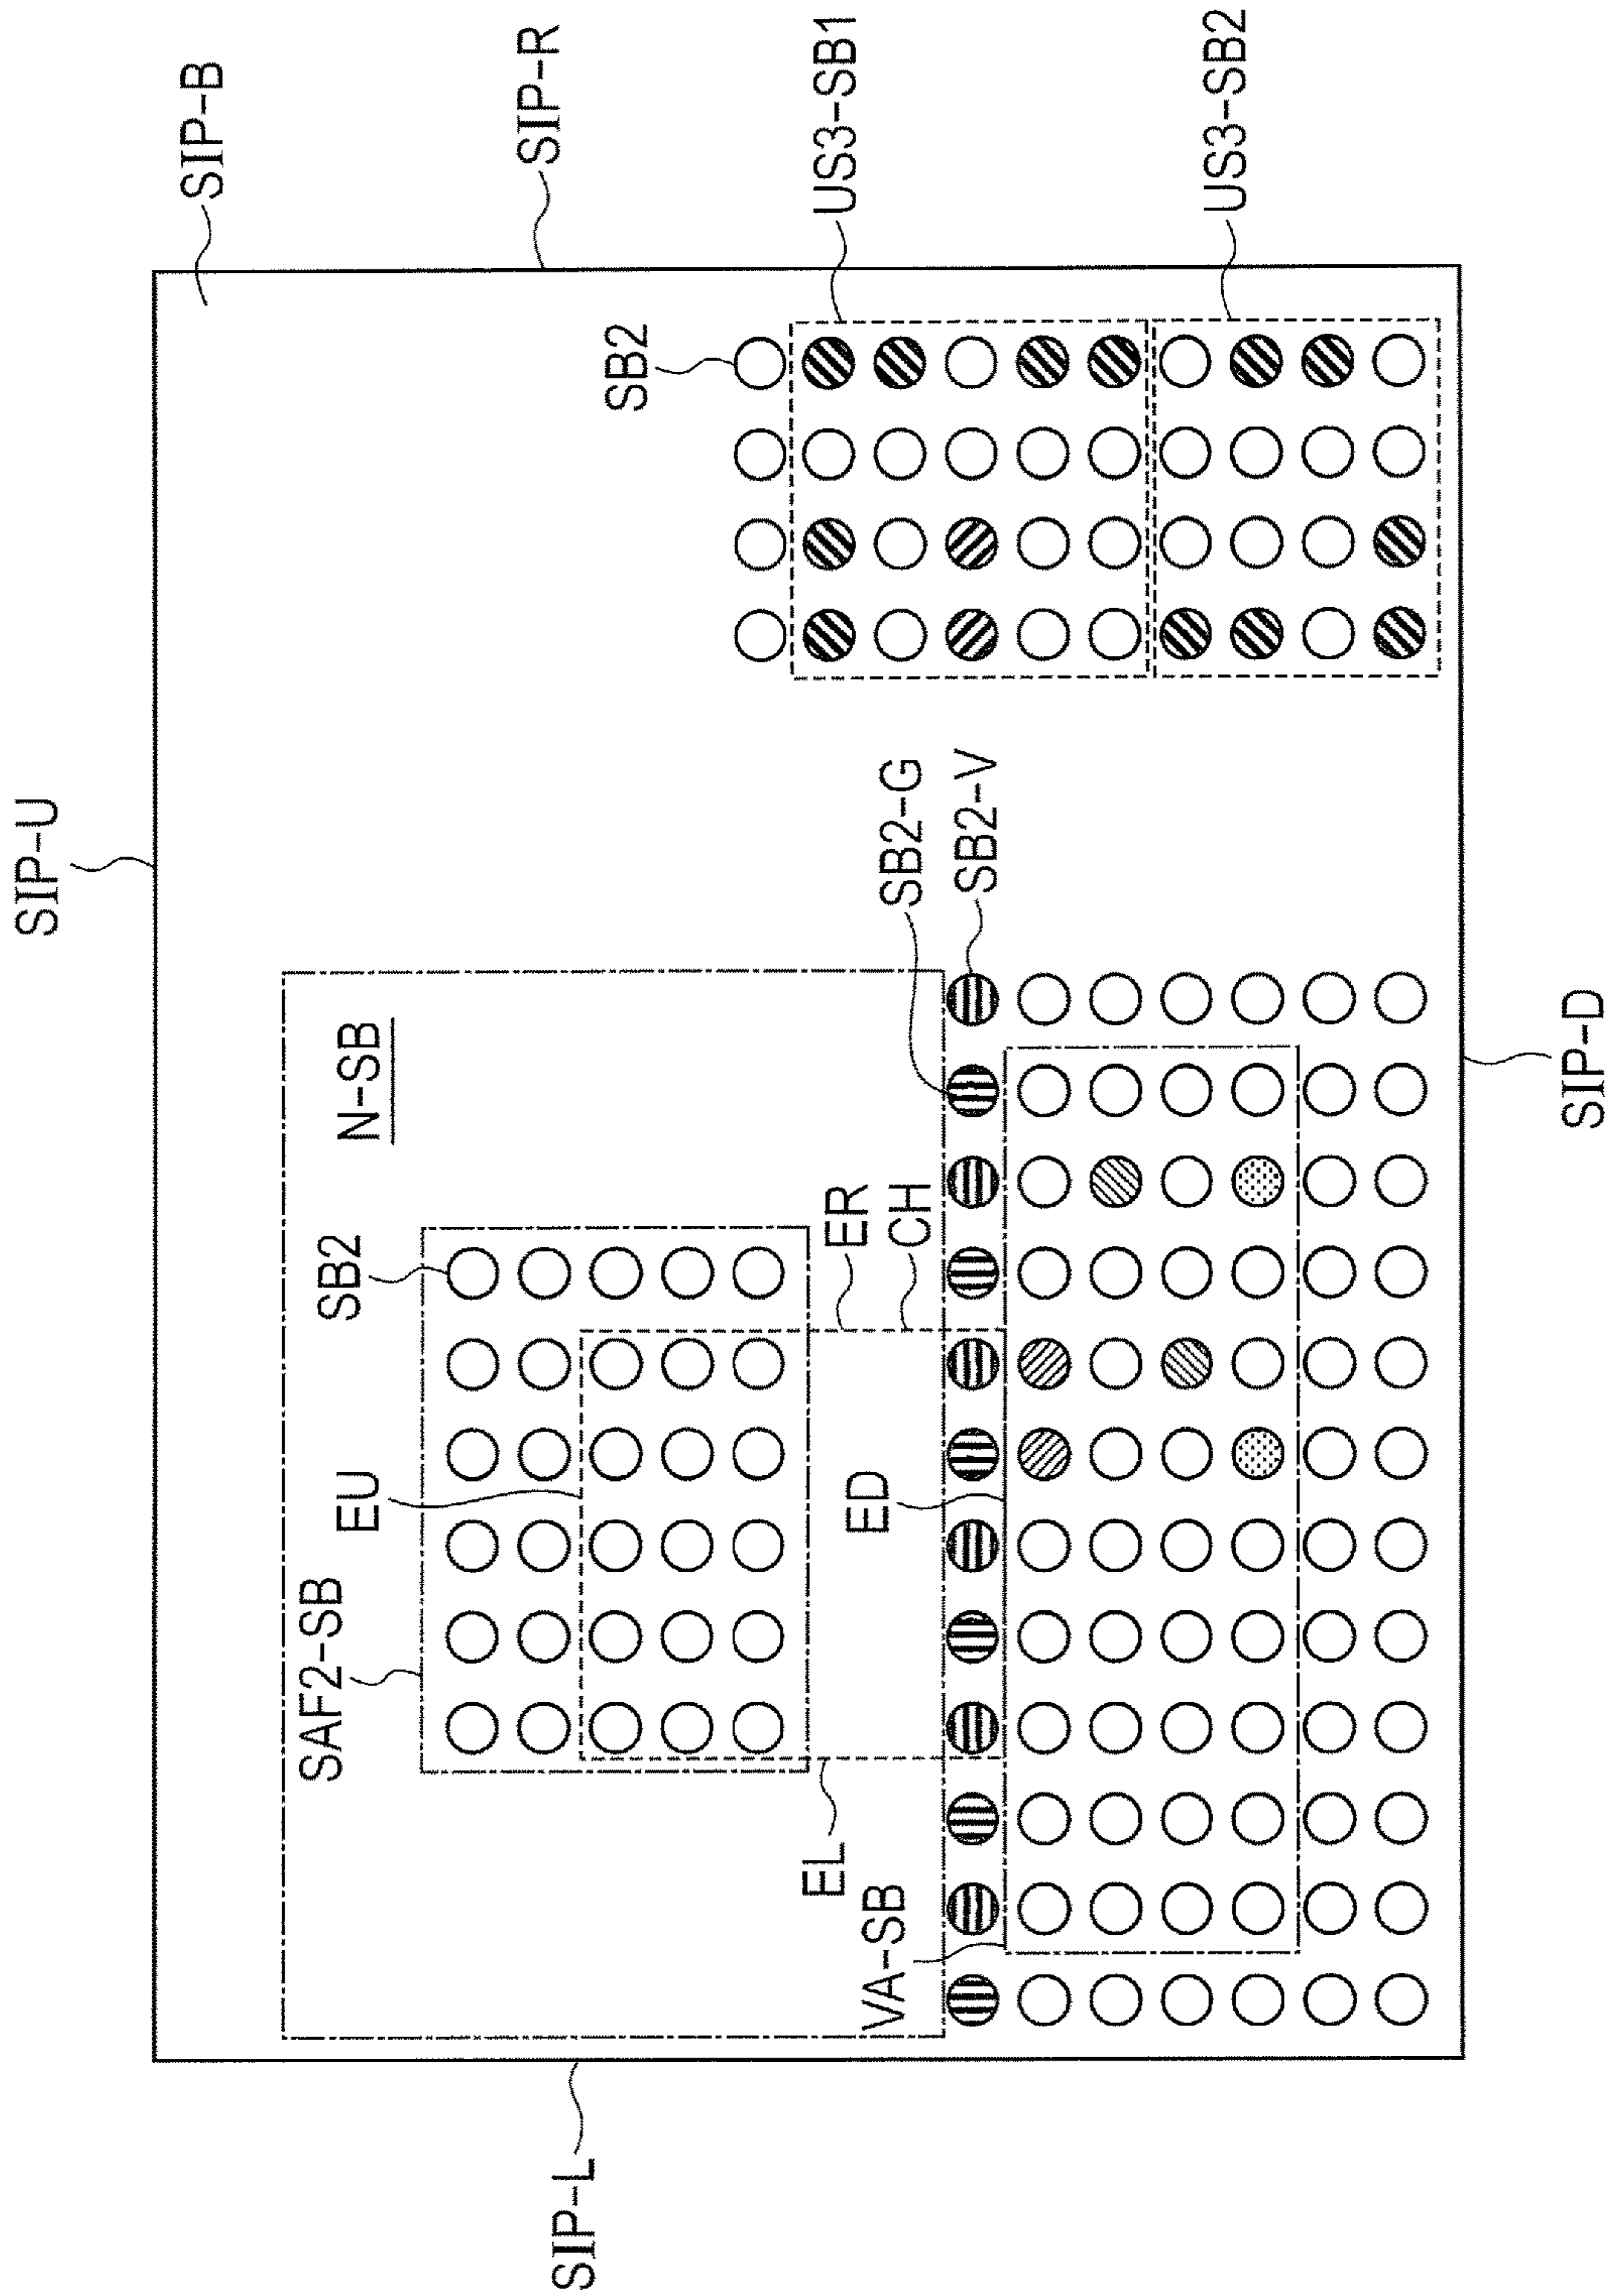 SIP-U
SIP-B
SIP-R
US3-SB1
US3-SB2
SB2
SB2-G
SB2-V
N-SB
SB2
ER
CH
EU
ED
SAF2-SB
EL
VA-SB
SIP-L
SIP-D